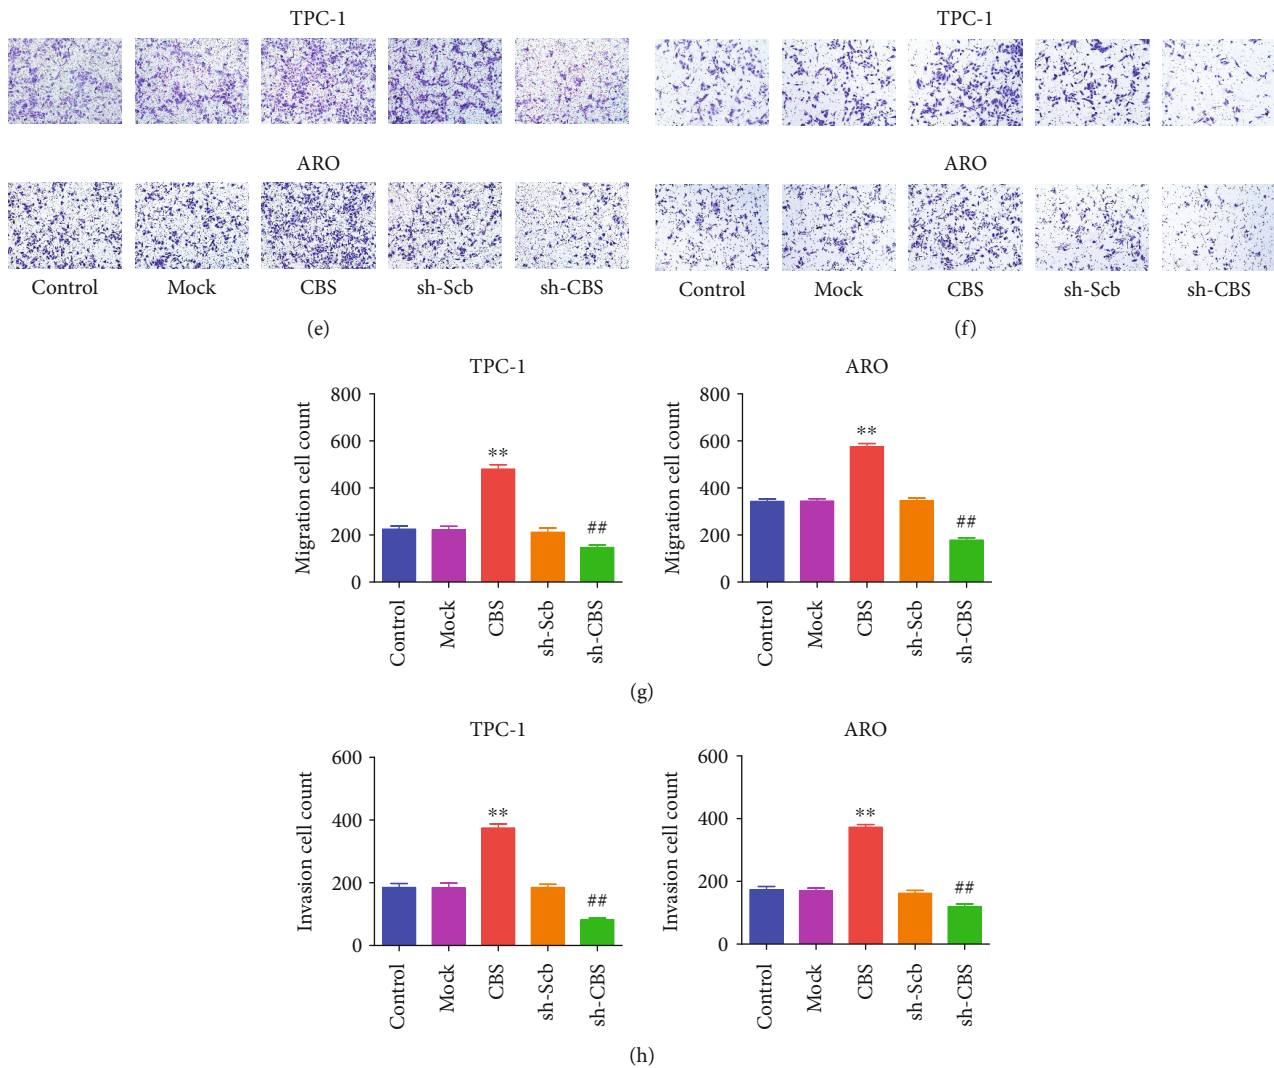 TPC-1
ARO
Control Mock CBS sh-Scb sh-CBS
(e)
TPC-1
ARO
Control Mock CBS sh-Scb sh-CBS
(f)
TPC-1
Migration cell count
800
600
400
200
0
**
##
Control
Mock
CBS
sh-Scb
sh-CBS
ARO
Migration cell count
800
600
400
200
0
**
##
Control
Mock
CBS
sh-Scb
sh-CBS
(g)
TPC-1
Invasion cell count
600
400
200
0
**
##
Control
Mock
CBS
sh-Scb
sh-CBS
ARO
Invasion cell count
600
400
200
0
**
##
Control
Mock
CBS
sh-Scb
sh-CBS
(h)